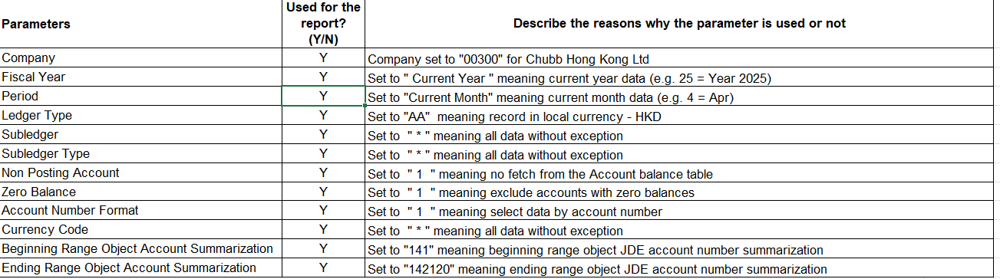 Parameters Used for the report? (Y/N) Describe the reasons why the parameter is used or not
Company Y Company set to "00300" for Chubb Hong Kong Ltd
Fiscal Year Y Set to " Current Year " meaning current year data (e.g. 25 = Year 2025)
Period Y Set to "Current Month" meaning current month data (e.g. 4 = Apr)
Ledger Type Y Set to "AA"  meaning record in local currency - HKD
Subledger Y Set to  " * " meaning all data without exception
Subledger Type Y Set to  " * " meaning all data without exception
Non Posting Account Y Set to  " 1  " meaning no fetch from the Account balance table
Zero Balance Y Set to  " 1  " meaning exclude accounts with zero balances
Account Number Format Y Set to  " 1  " meaning select data by account number
Currency Code Y Set to  " * " meaning all data without exception
Beginning Range Object Account Summarization Y Set to "141" meaning beginning range object JDE account number summarization
Ending Range Object Account Summarization Y Set to "142120" meaning ending range object JDE account number summarization